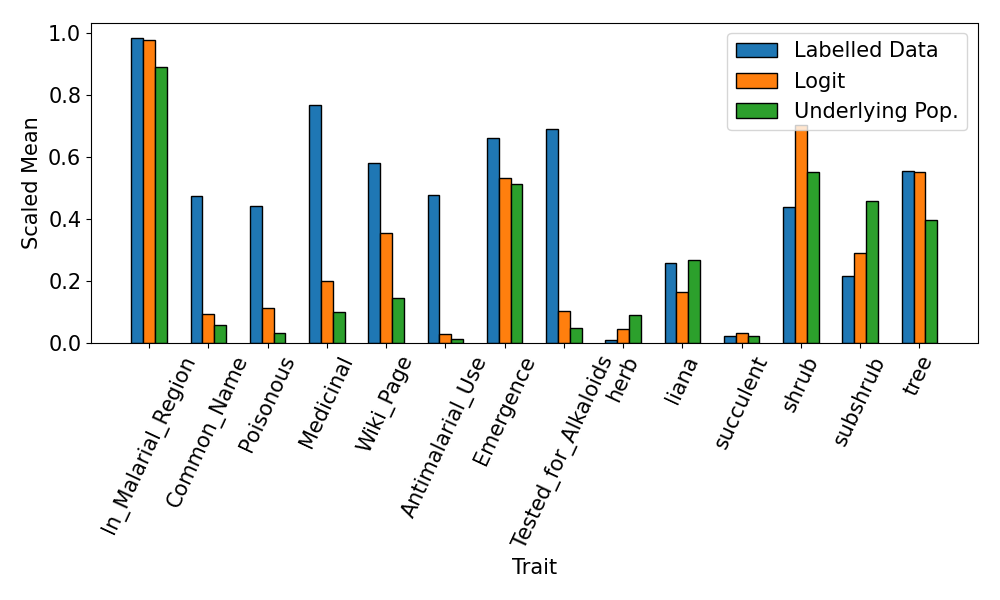 1.0
0.8
0.6
0.4
0.2
0.0
Scaled Mean
Labelled Data
Logit
Underlying Pop.
In_Malarial_Region
Common_Name
Poisonous
Medicinal
Wiki_Page
Antimalarial_Use
Emergence
Tested_for_Alkaloids
herb
liana
succulent
shrub
subshrub
tree
Trait